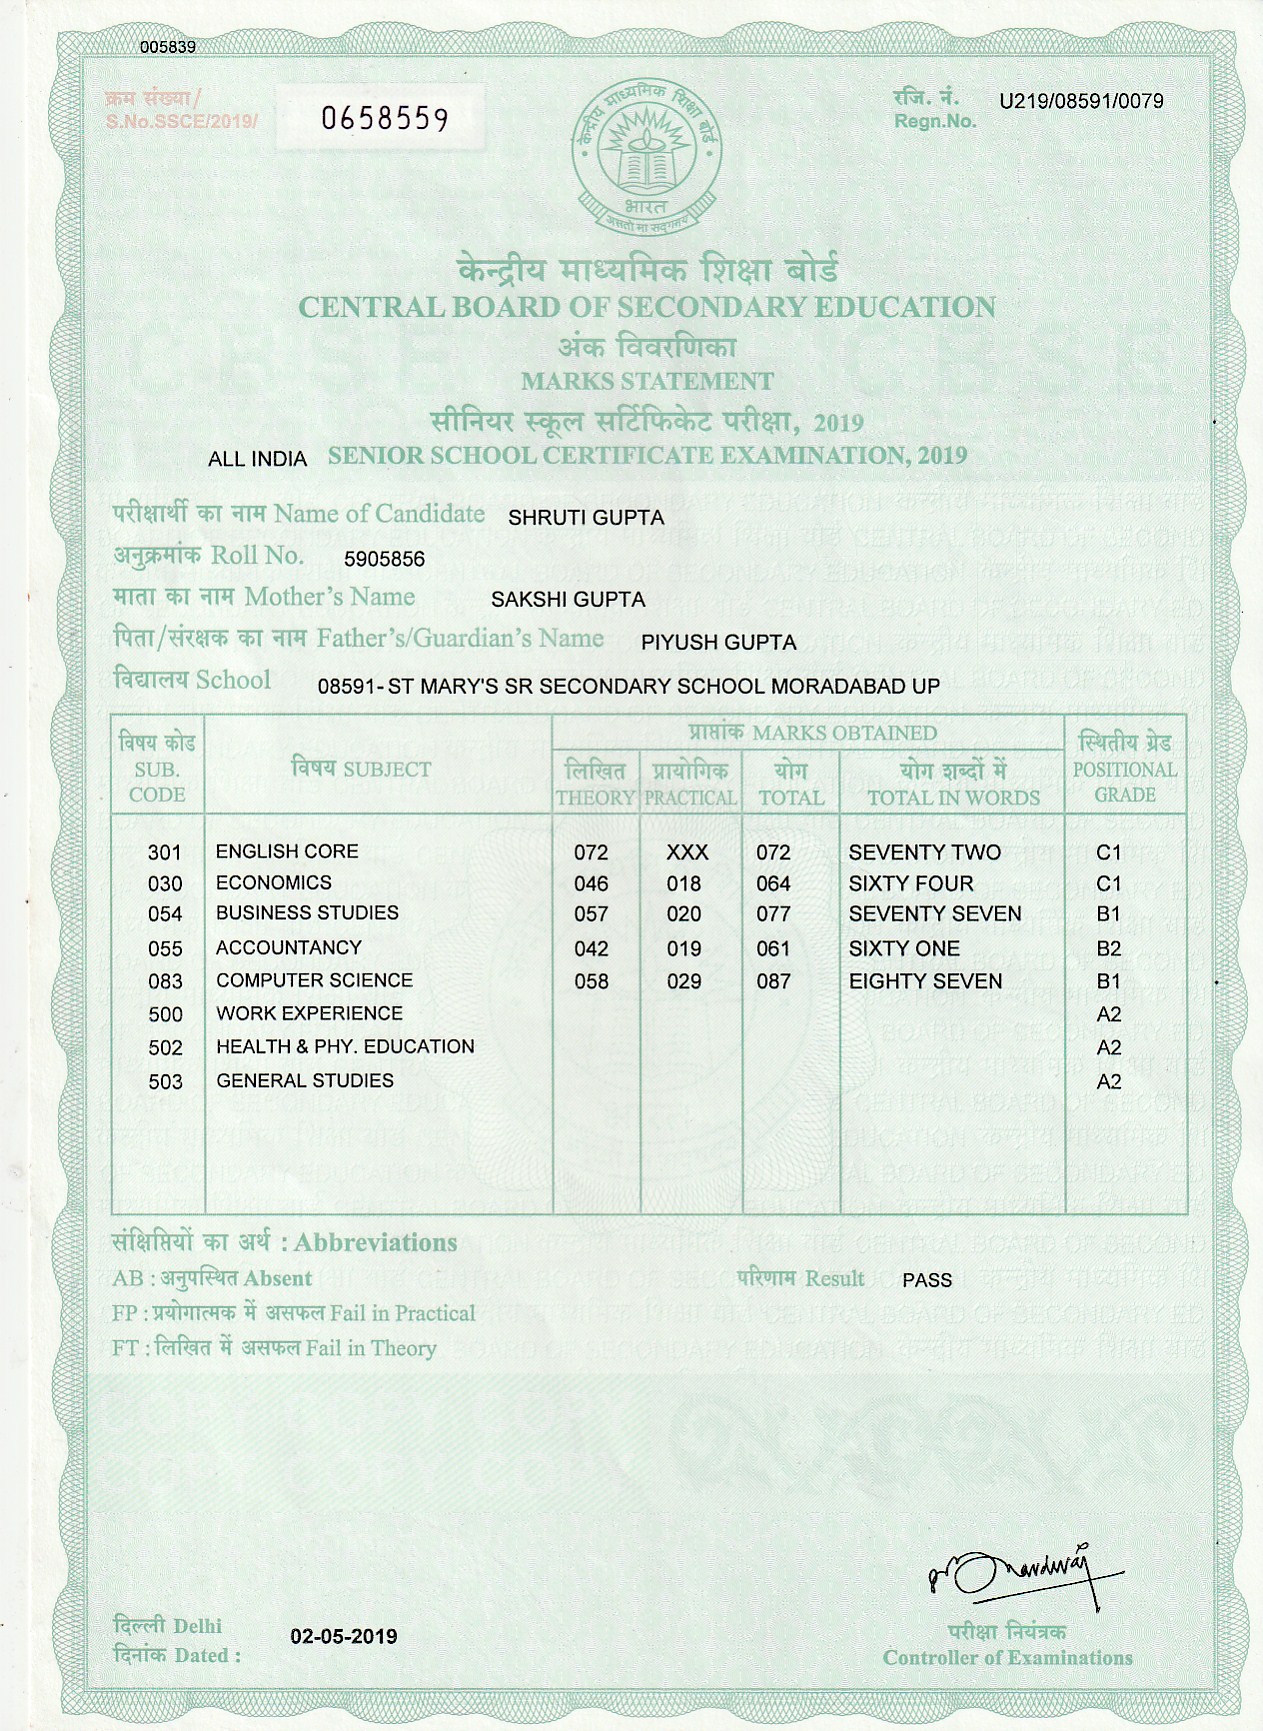 005839
क्रम संख्या/
S.No.SSCE/2019/
0658559
रजि. नं.
Regn.No.
U219/08591/0079
केन्द्रीय माध्यमिक शिक्षा बोर्ड
भारत
असतो मा सद्गमय
केन्द्रीय माध्यमिक शिक्षा बोर्ड
CENTRAL BOARD OF SECONDARY EDUCATION
अंक विवरणिका
MARKS STATEMENT
सीनियर स्कूल सर्टिफिकेट परीक्षा, 2019
ALL INDIA SENIOR SCHOOL CERTIFICATE EXAMINATION, 2019
परीक्षार्थी का नाम Name of Candidate SHRUTI GUPTA
अनुक्रमांक Roll No. 5905856
माता का नाम Mother's Name SAKSHI GUPTA
पिता/संरक्षक का नाम Father's/Guardian's Name PIYUSH GUPTA
विद्यालय School 08591-ST MARY'S SR SECONDARY SCHOOL MORADABAD UP
विषय कोड SUB. CODE
विषय SUBJECT
प्राप्तांक MARKS OBTAINED
लिखित THEORY
प्रायोगिक PRACTICAL
योग TOTAL
योग शब्दों में TOTAL IN WORDS
स्थितीय ग्रेड POSITIONAL GRADE
301 ENGLISH CORE 072 XXX 072 SEVENTY TWO C1
030 ECONOMICS 046 018 064 SIXTY FOUR C1
054 BUSINESS STUDIES 057 020 077 SEVENTY SEVEN B1
055 ACCOUNTANCY 042 019 061 SIXTY ONE B2
083 COMPUTER SCIENCE 058 029 087 EIGHTY SEVEN B1
500 WORK EXPERIENCE A2
502 HEALTH & PHY. EDUCATION A2
503 GENERAL STUDIES A2
संक्षिप्तियों का अर्थ : Abbreviations
AB : अनुपस्थित Absent
परिणाम Result PASS
FP : प्रयोगात्मक में असफल Fail in Practical
FT : लिखित में असफल Fail in Theory
दिल्ली Delhi
दिनांक Dated : 02-05-2019
परीक्षा नियंत्रक
Controller of Examinations